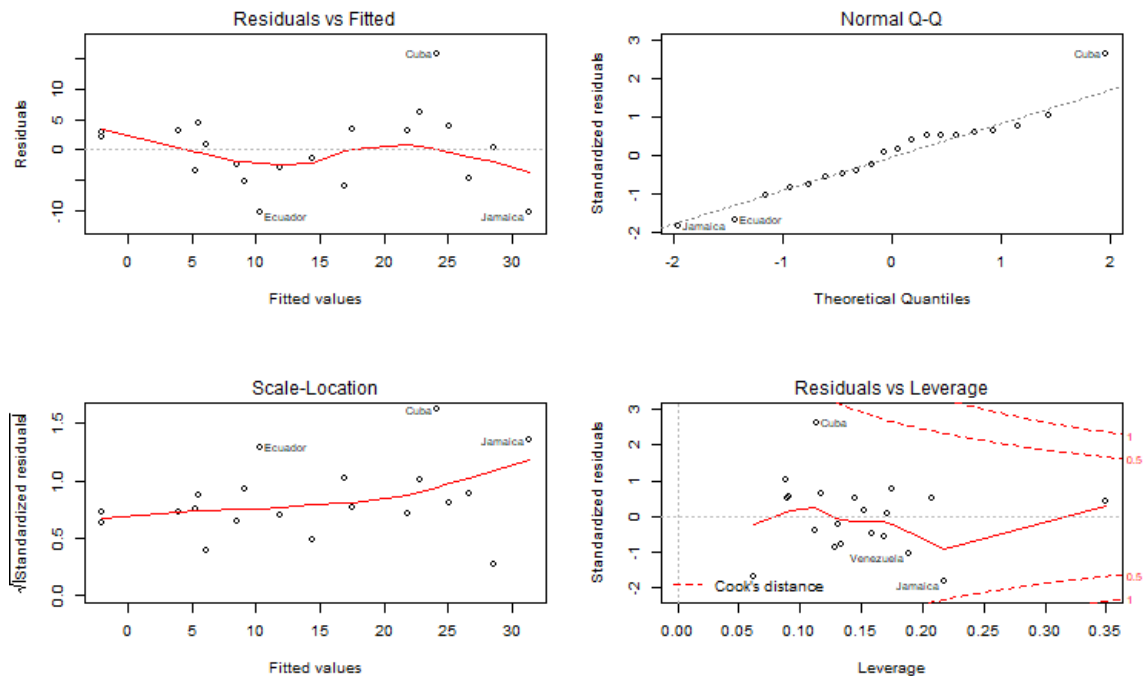 Residuals vs Fitted
Residuals
10
5
0
-10
Cuba
Ecuador
Jamaica
0 5 10 15 20 25 30
Fitted values
Normal Q-Q
Standardized residuals
3
2
1
0
-1
-2
Cuba
Jamaica
Ecuador
-2 -1 0 1 2
Theoretical Quantiles
Scale-Location
√|Standardized residuals|
1.5
1.0
0.5
0.0
Cuba
Ecuador
Jamaica
0 5 10 15 20 25 30
Fitted values
Residuals vs Leverage
Standardized residuals
3
2
1
0
-1
-2
Cuba
Venezuela
Jamaica
Cook's distance
1
0.5
0.5
1
0.00 0.05 0.10 0.15 0.20 0.25 0.30 0.35
Leverage